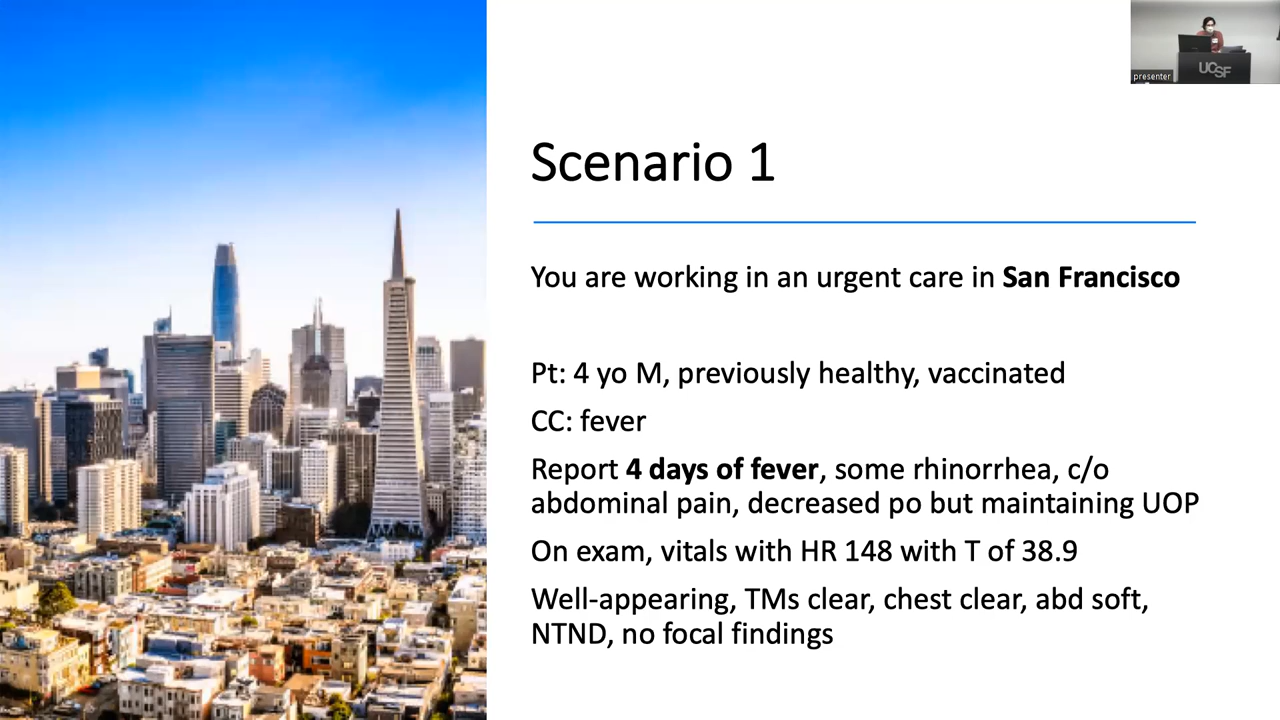 presenter
UCSF
Scenario 1
You are working in an urgent care in San Francisco
Pt: 4 yo M, previously healthy, vaccinated
CC: fever
Report 4 days of fever, some rhinorrhea, c/o
abdominal pain, decreased po but maintaining UOP
On exam, vitals with HR 148 with T of 38.9
Well-appearing, TMs clear, chest clear, abd soft,
NTND, no focal findings